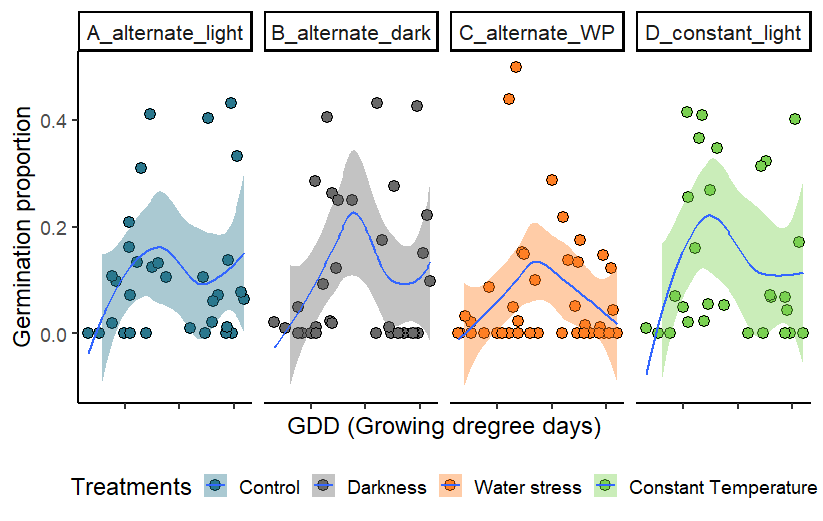 A_alternate_light B_alternate_dark C_alternate_WP D_constant_light
Germination proportion
0.4
0.2
0.0
GDD (Growing dregree days)
Treatments Control Darkness Water stress Constant Temperature